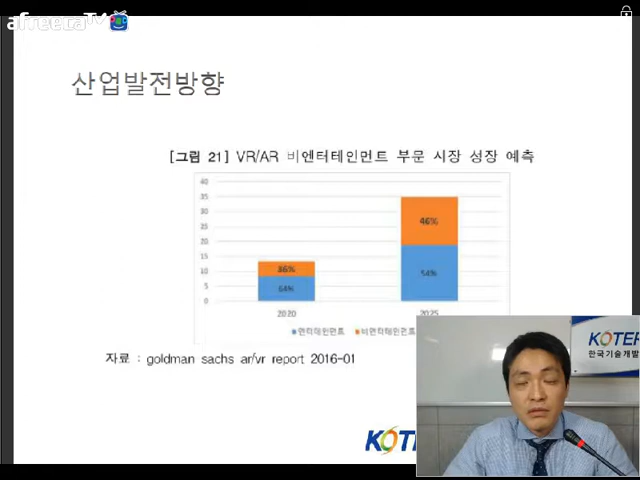 afreecaTV
산업발전방향
[그림 21] VR/AR 비엔터테인먼트 부문 시장 성장 예측
40
35
30
25
20
15
10
5
0
36%
64%
46%
54%
2020
2025
엔터테인먼트 비엔터테인먼트
자료 : goldman sachs ar/vr report 2016-01
KOTE
KOTER
한국기술개발